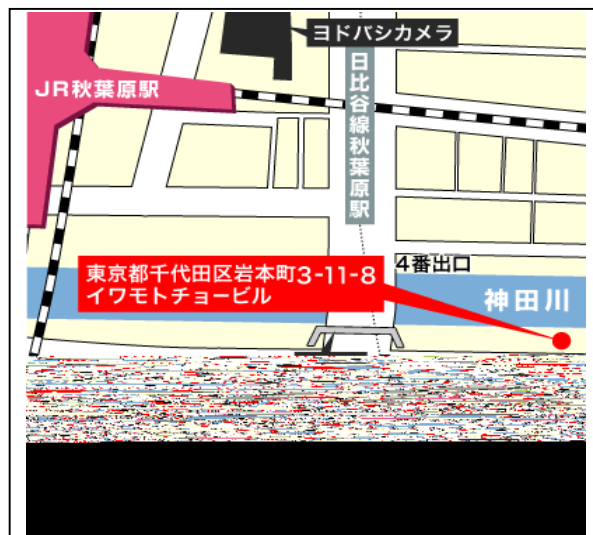 ヨドバシカメラ
JR秋葉原駅
日比谷線秋葉原駅
4番出口
東京都千代田区岩本町3-11-8
イワモトチョービル
神田川